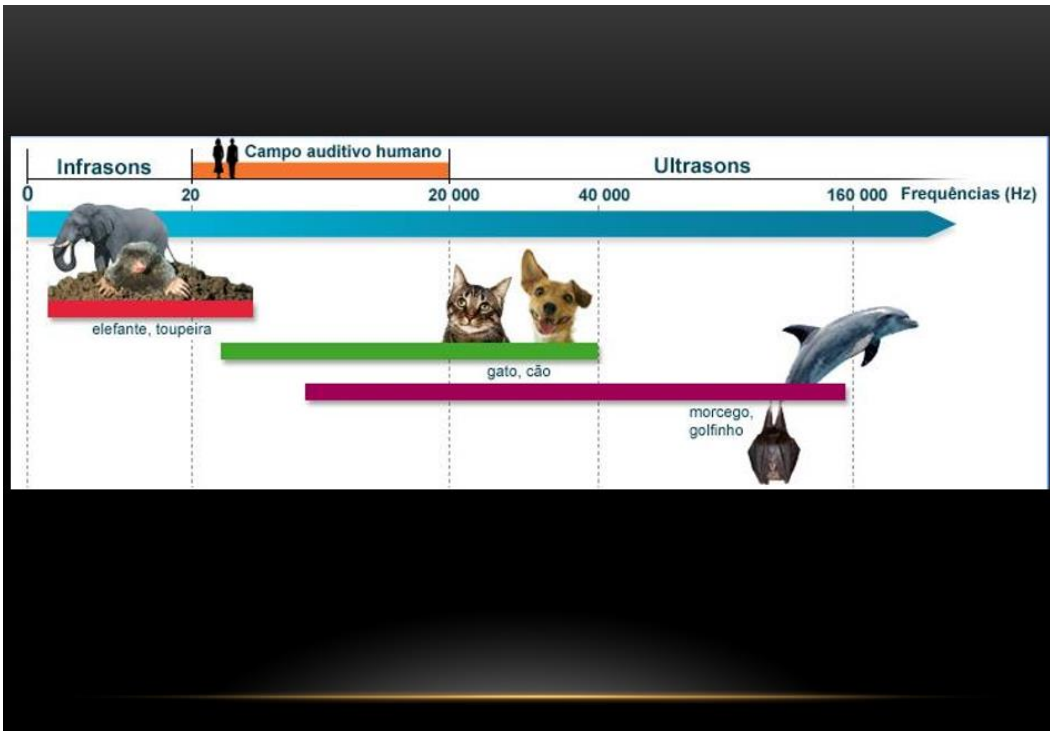 Infrasons
Campo auditivo humano
Ultrasons
0
20
20 000
40 000
160 000
Frequências (Hz)
elefante, toupeira
gato, cão
morcego,
golfinho